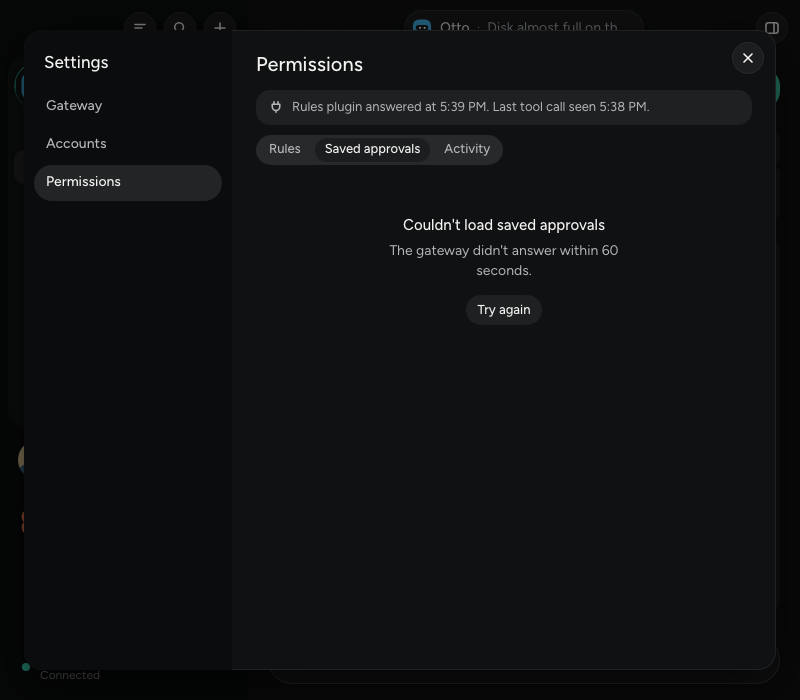 Otto · Disk almost full on th
Settings
Gateway
Accounts
Permissions
Permissions
Rules plugin answered at 5:39 PM. Last tool call seen 5:38 PM.
Rules Saved approvals Activity
Couldn't load saved approvals
The gateway didn't answer within 60
seconds.
Try again
Connected